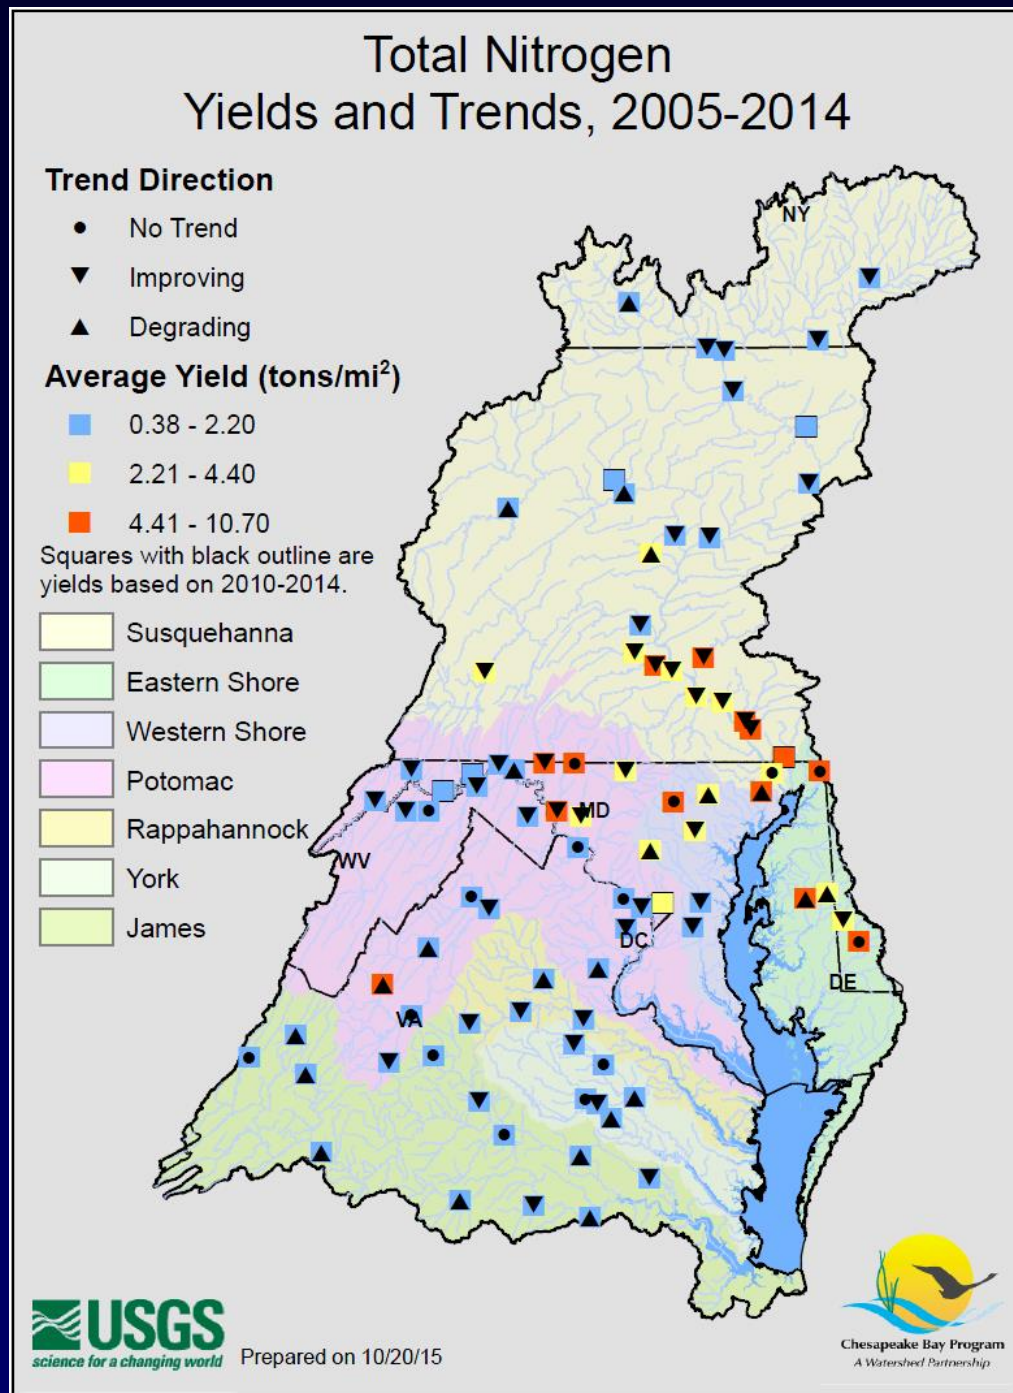 Total Nitrogen
Yields and Trends, 2005-2014
Trend Direction
No Trend
Improving
Degrading
Average Yield (tons/mi²)
0.38 - 2.20
2.21 - 4.40
4.41 - 10.70
Squares with black outline are
yields based on 2010-2014.
Susquehanna
Eastern Shore
Western Shore
Potomac
Rappahannock
York
James
NY
MD
WV
DC
DE
VA
USGS
science for a changing world
Prepared on 10/20/15
Chesapeake Bay Program
A Watershed Partnership